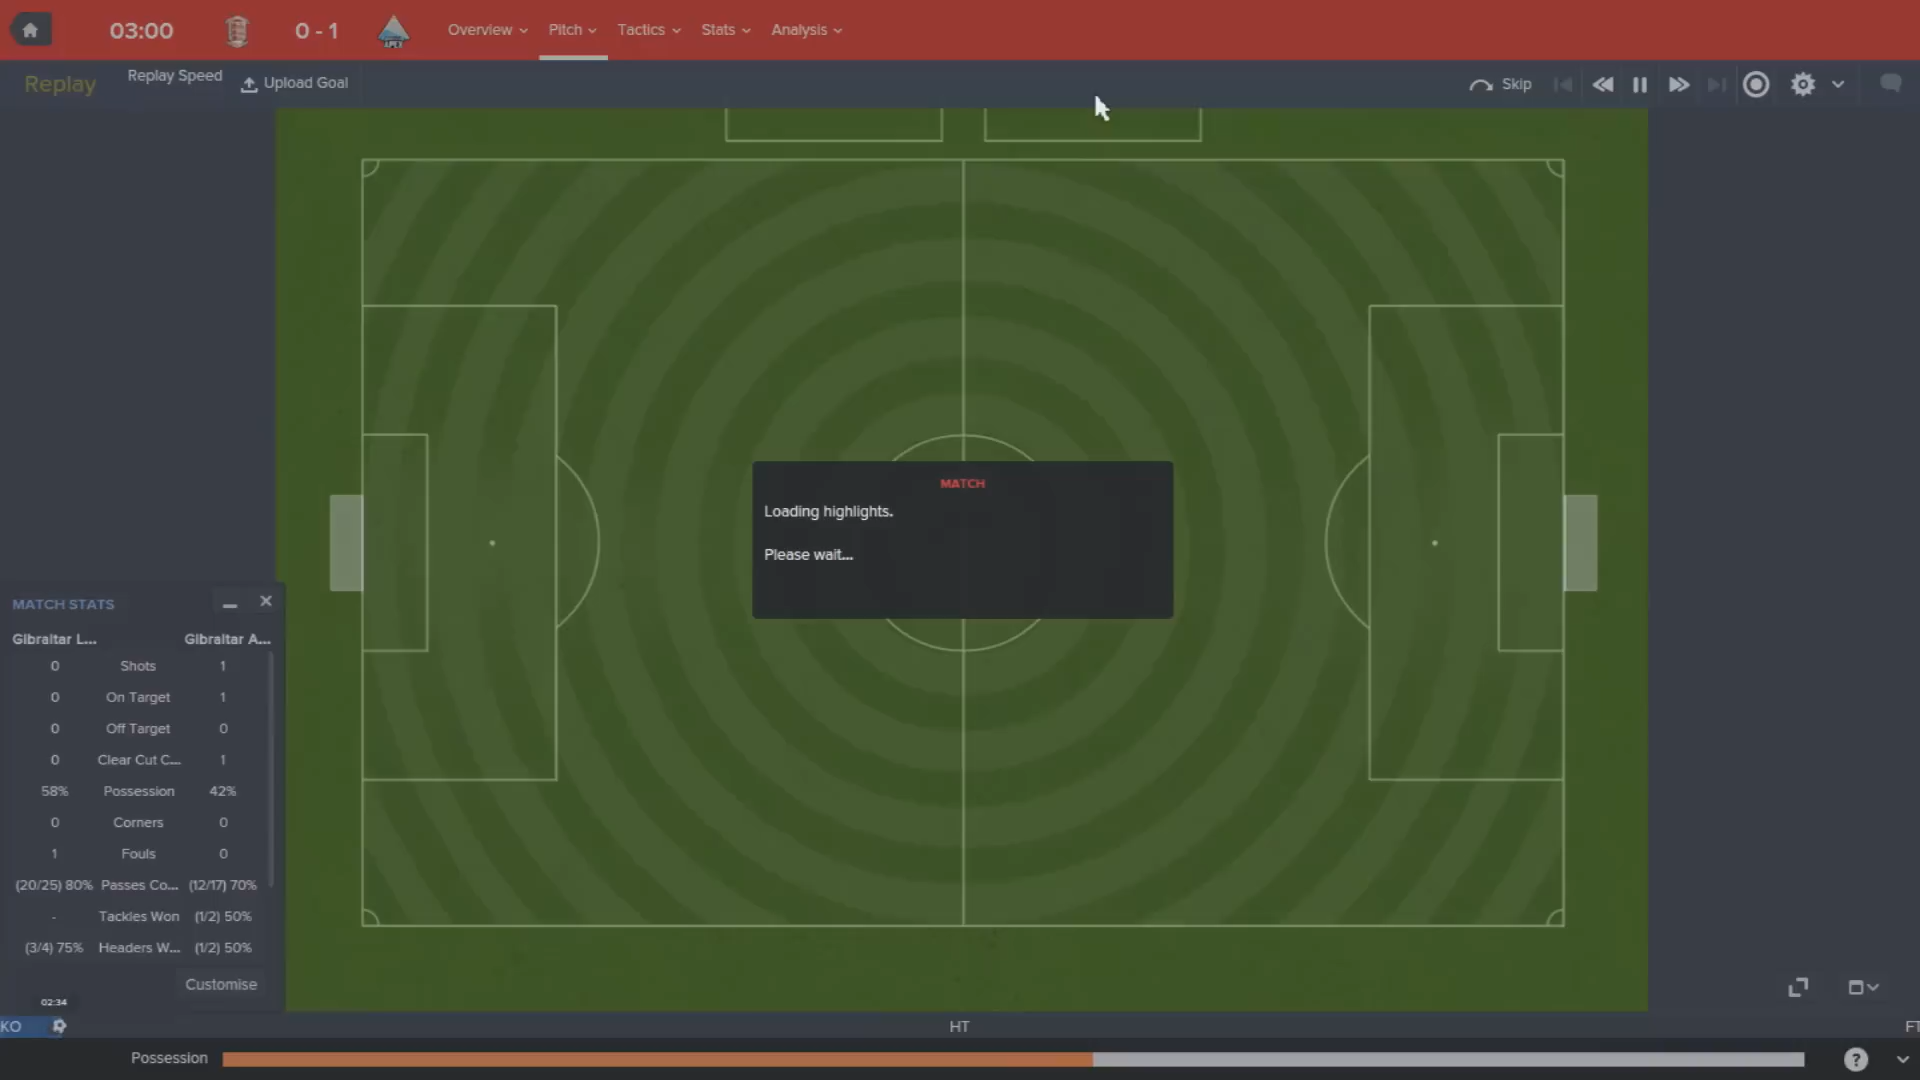 03:00
0 - 1
APEX
Overview
Pitch
Tactics
Stats
Analysis
Replay
Replay Speed
Upload Goal
Skip
MATCH
Loading highlights.
Please wait...
MATCH STATS
Gibraltar L... Gibraltar A...
0 Shots 1
0 On Target 1
0 Off Target 0
0 Clear Cut C... 1
58% Possession 42%
0 Corners 0
1 Fouls 0
(20/25) 80% Passes Co... (12/17) 70%
- Tackles Won (1/2) 50%
(3/4) 75% Headers W... (1/2) 50%
Customise
02:34
KO
HT
FT
Possession
?